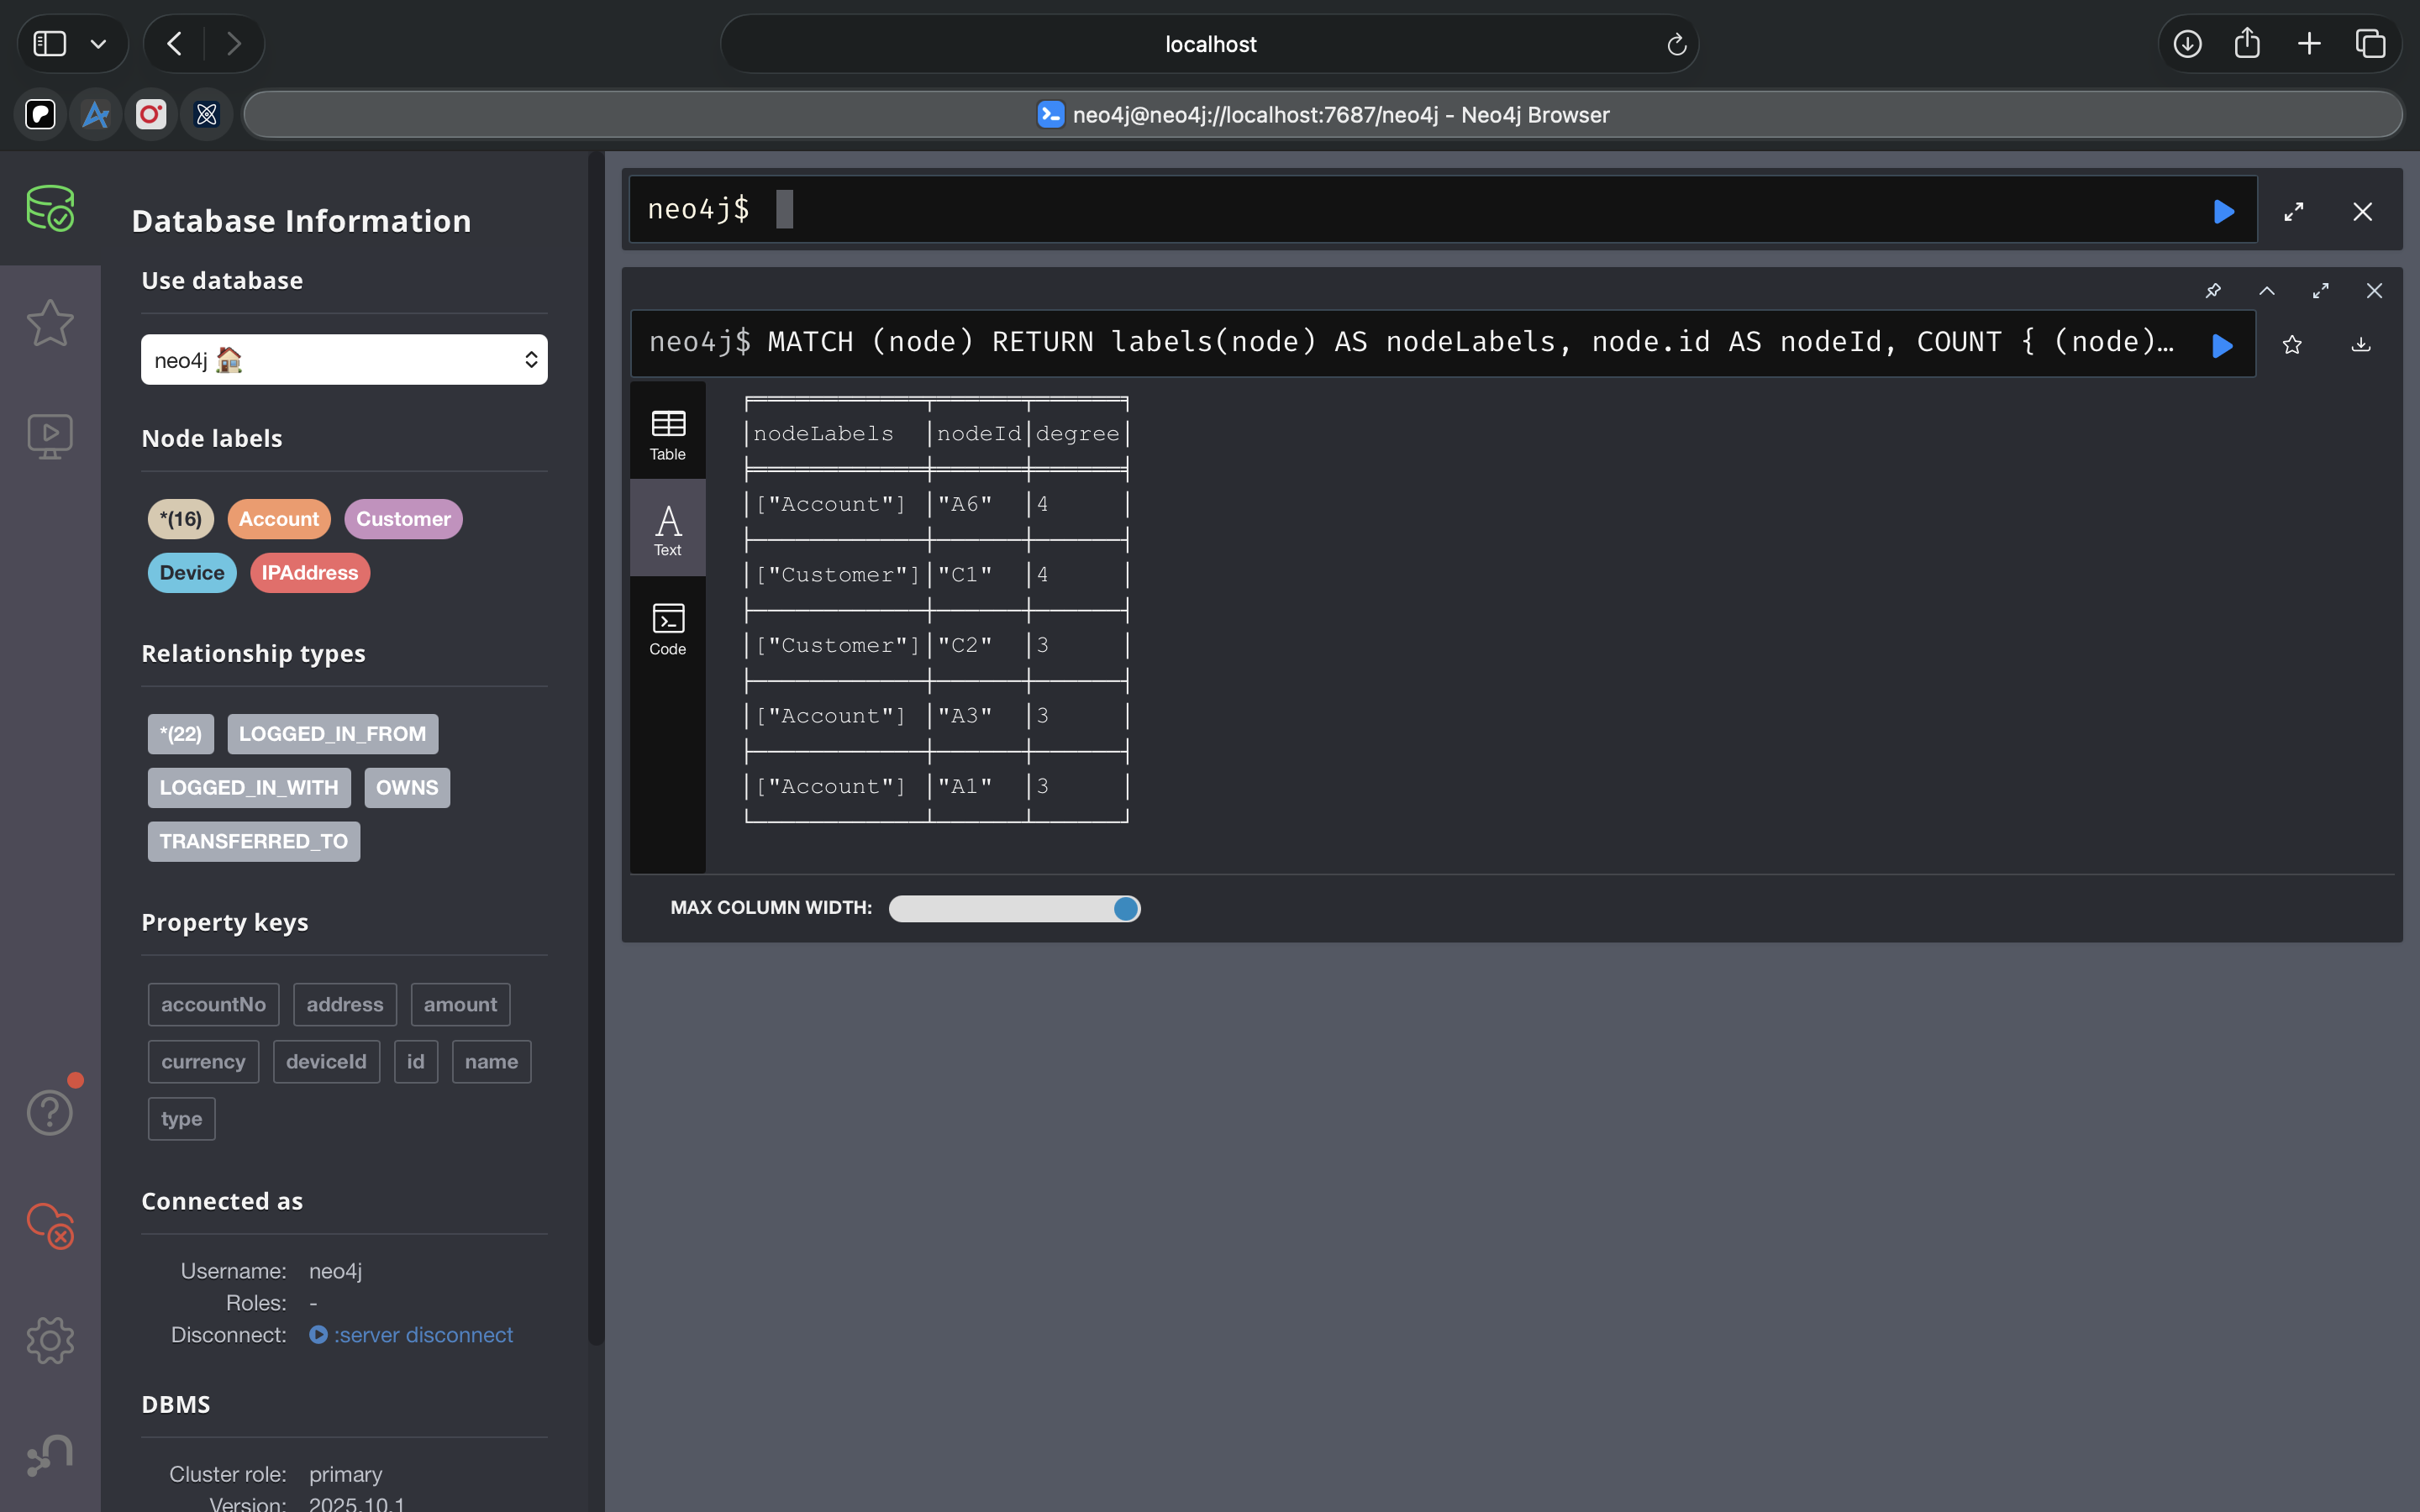 localhost
neo4j@neo4j://localhost:7687/neo4j - Neo4j Browser
Database Information
Use database
neo4j 🏠
Node labels
*(16) Account Customer
Device IPAddress
Relationship types
*(22) LOGGED_IN_FROM
LOGGED_IN_WITH OWNS
TRANSFERRED_TO
Property keys
accountNo address amount
currency deviceId id name
type
Connected as
Username: neo4j
Roles: -
Disconnect: :server disconnect
DBMS
Cluster role: primary
Version: 2025.10.1
neo4j$
neo4j$ MATCH (node) RETURN labels(node) AS nodeLabels, node.id AS nodeId, COUNT { (node)…
Table
Text
Code
nodeLabels nodeId degree
["Account"] "A6" 4
["Customer"] "C1" 4
["Customer"] "C2" 3
["Account"] "A3" 3
["Account"] "A1" 3
MAX COLUMN WIDTH: